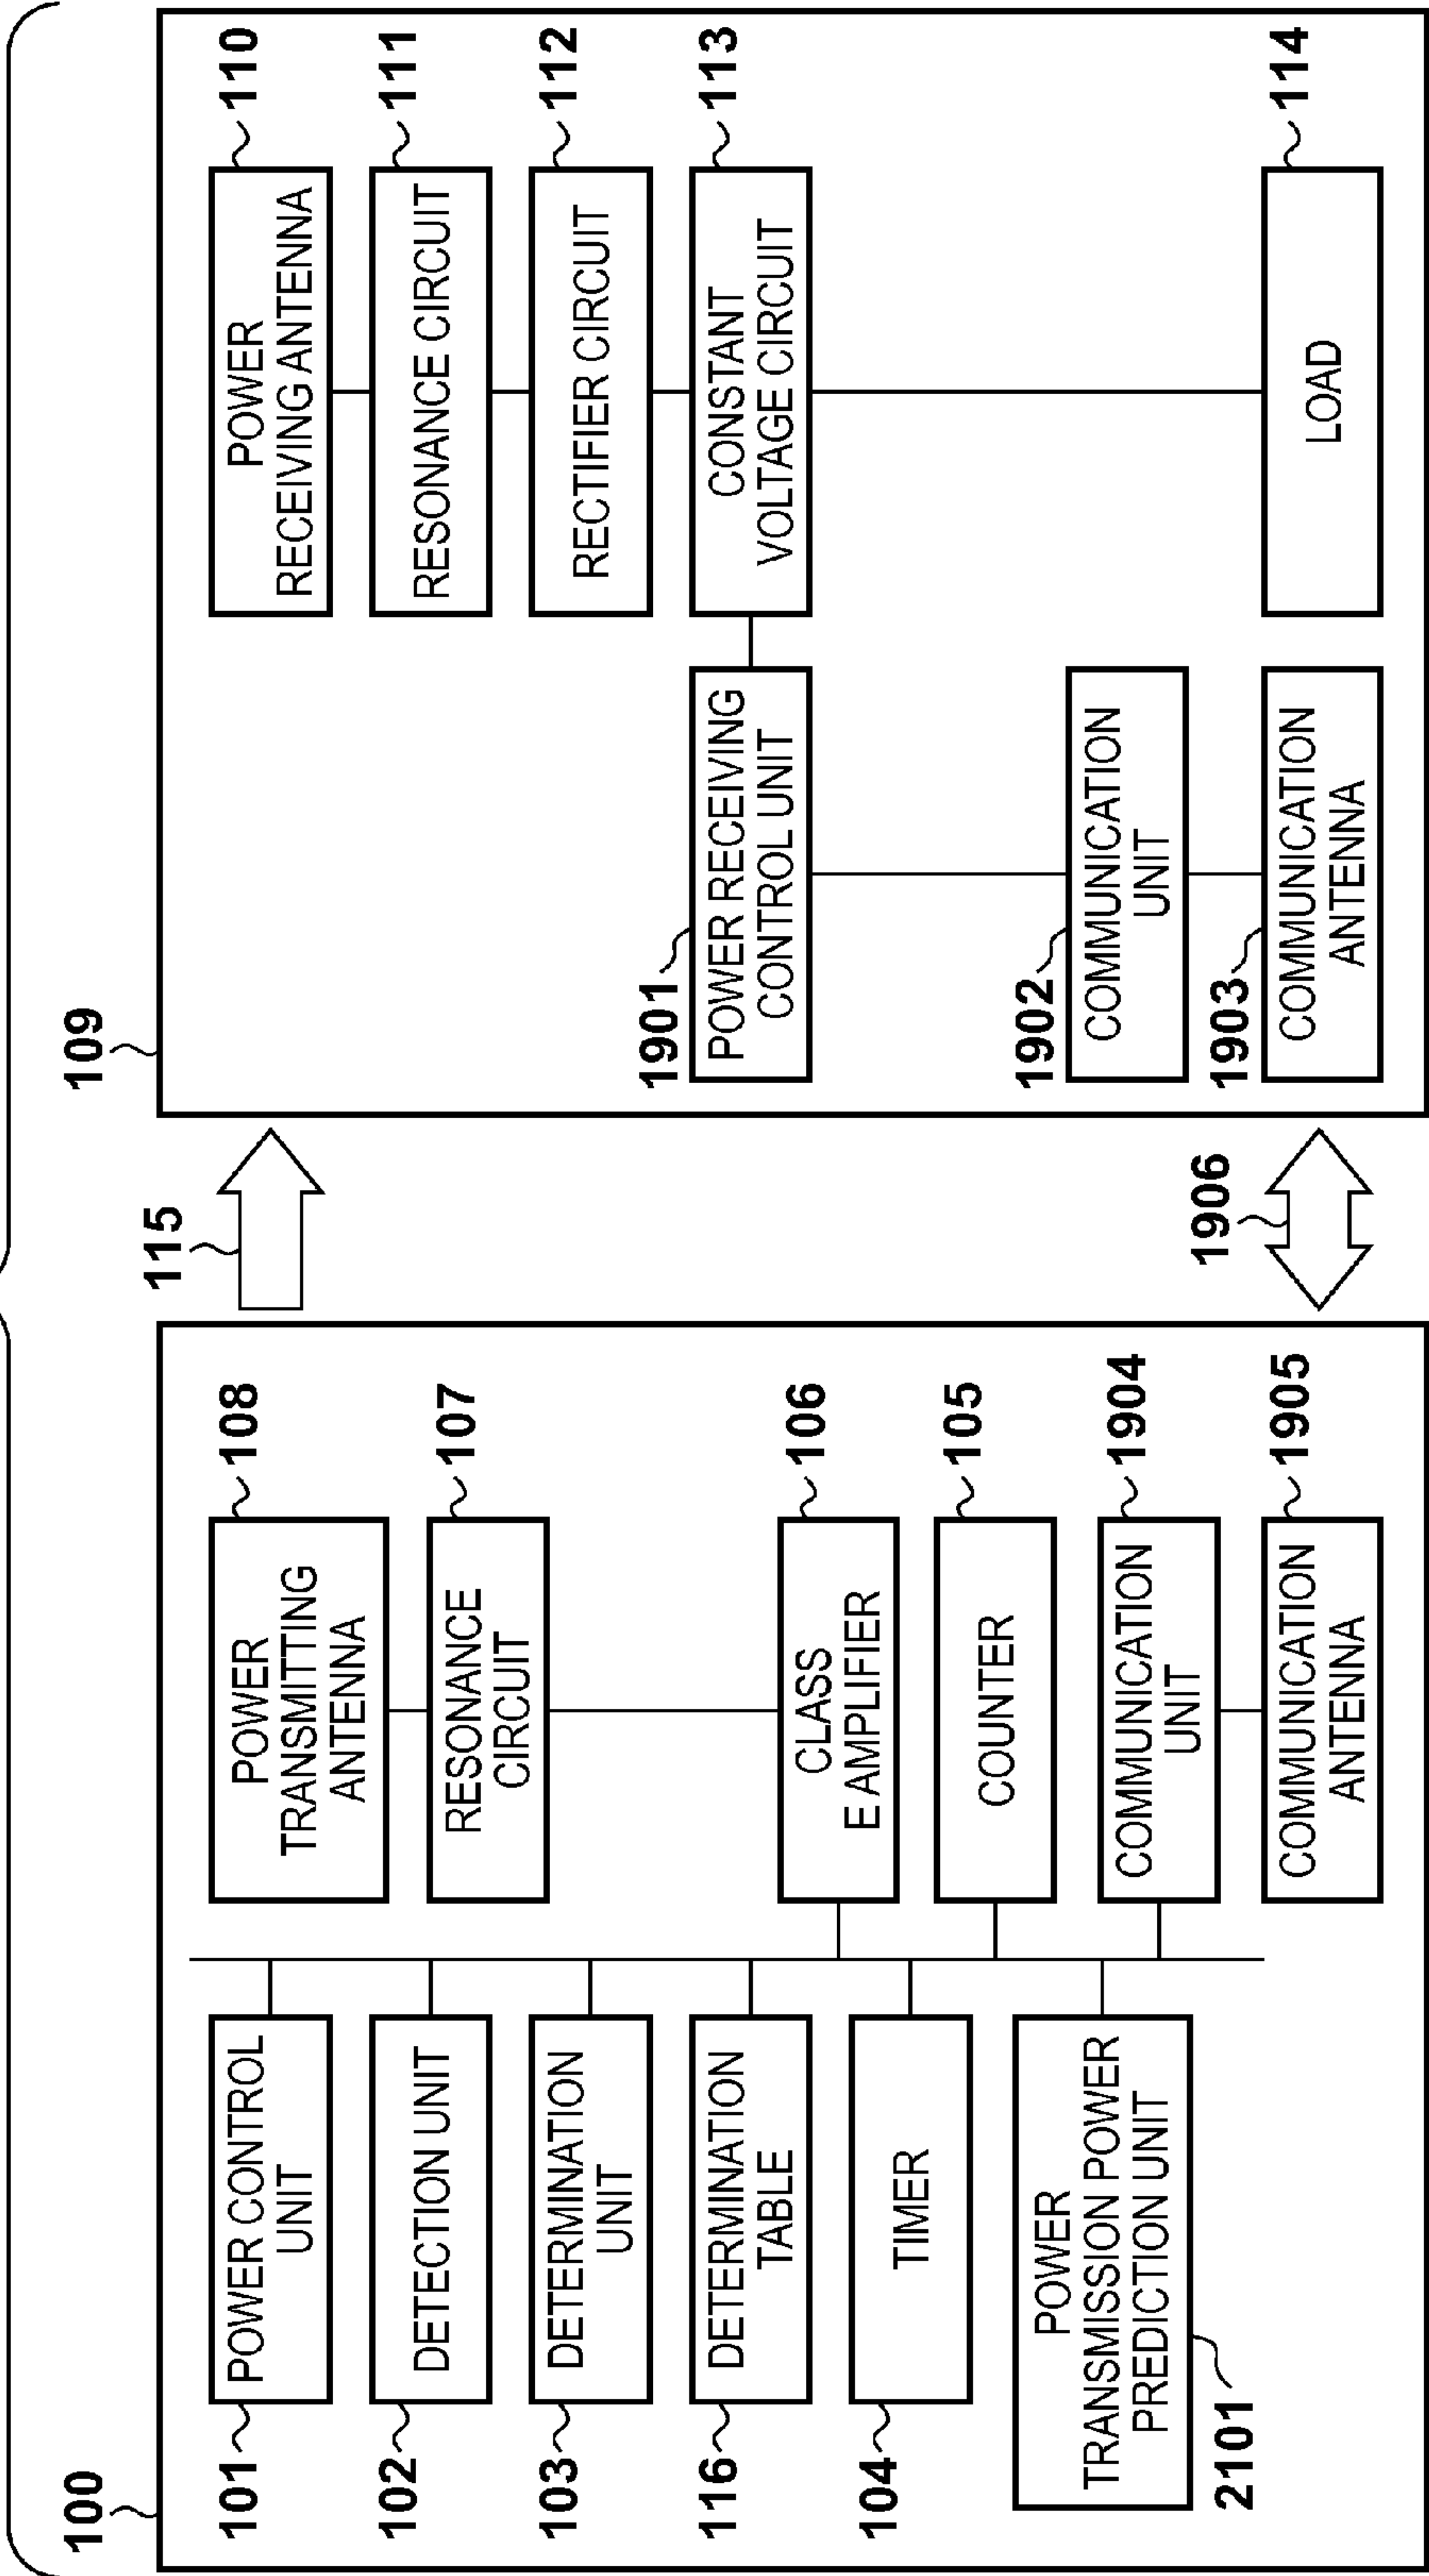 100
101
POWER CONTROL
UNIT
102
DETECTION UNIT
103
DETERMINATION
UNIT
116
DETERMINATION
TABLE
104
TIMER
POWER
TRANSMISSION POWER
PREDICTION UNIT
2101
POWER
TRANSMITTING
ANTENNA
108
RESONANCE
CIRCUIT
107
CLASS
E AMPLIFIER
106
COUNTER
105
COMMUNICATION
UNIT
1904
COMMUNICATION
ANTENNA
1905
115
1906
109
POWER
RECEIVING ANTENNA
110
RESONANCE CIRCUIT
111
RECTIFIER CIRCUIT
112
CONSTANT
VOLTAGE CIRCUIT
113
1901
POWER RECEIVING
CONTROL UNIT
1902
COMMUNICATION
UNIT
1903
COMMUNICATION
ANTENNA
LOAD
114